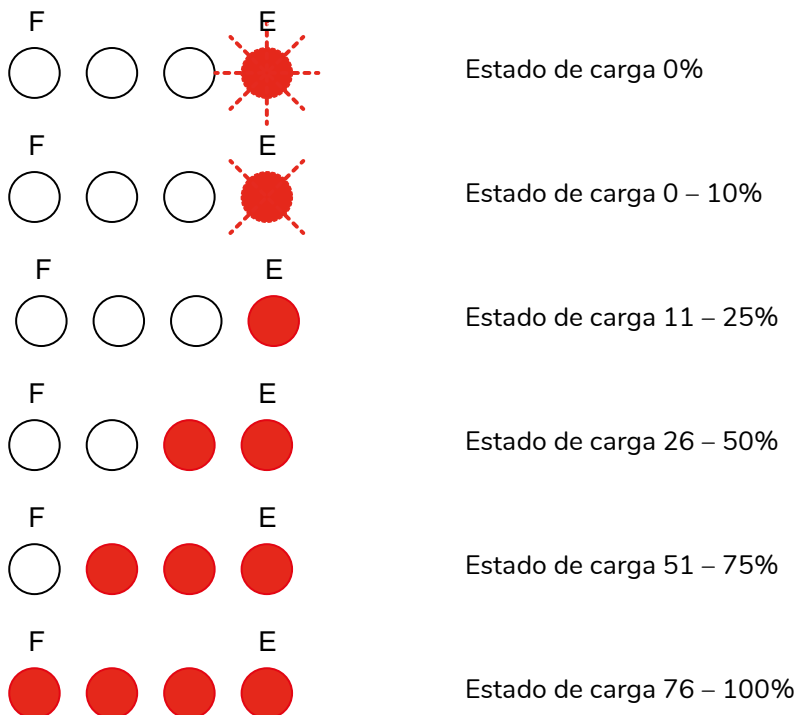 F E
Estado de carga 0%
F E
Estado de carga 0 – 10%
F E
Estado de carga 11 – 25%
F E
Estado de carga 26 – 50%
F E
Estado de carga 51 – 75%
F E
Estado de carga 76 – 100%